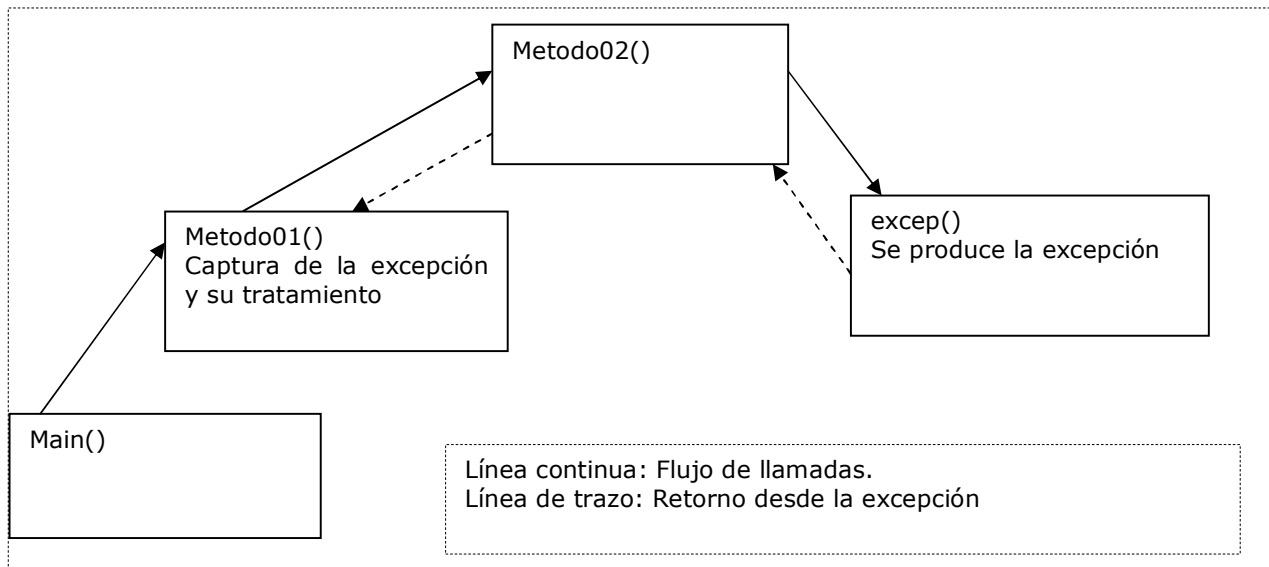 Metodo02()
excep()
Se produce la excepción
Metodo01()
Captura de la excepción
y su tratamiento
Main()
Línea continua: Flujo de llamadas.
Línea de trazo: Retorno desde la excepción